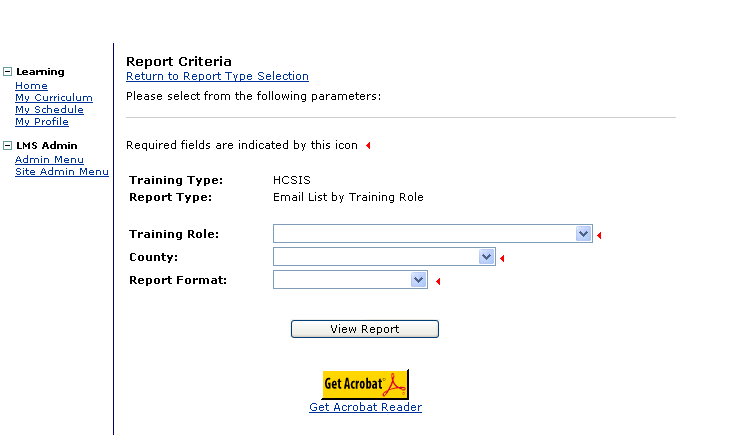 Learning
Home
My Curriculum
My Schedule
My Profile
LMS Admin
Admin Menu
Site Admin Menu
Report Criteria
Return to Report Type Selection
Please select from the following parameters:
Required fields are indicated by this icon
Training Type: HCSIS
Report Type: Email List by Training Role
Training Role:
County:
Report Format:
View Report
Get Acrobat
Get Acrobat Reader